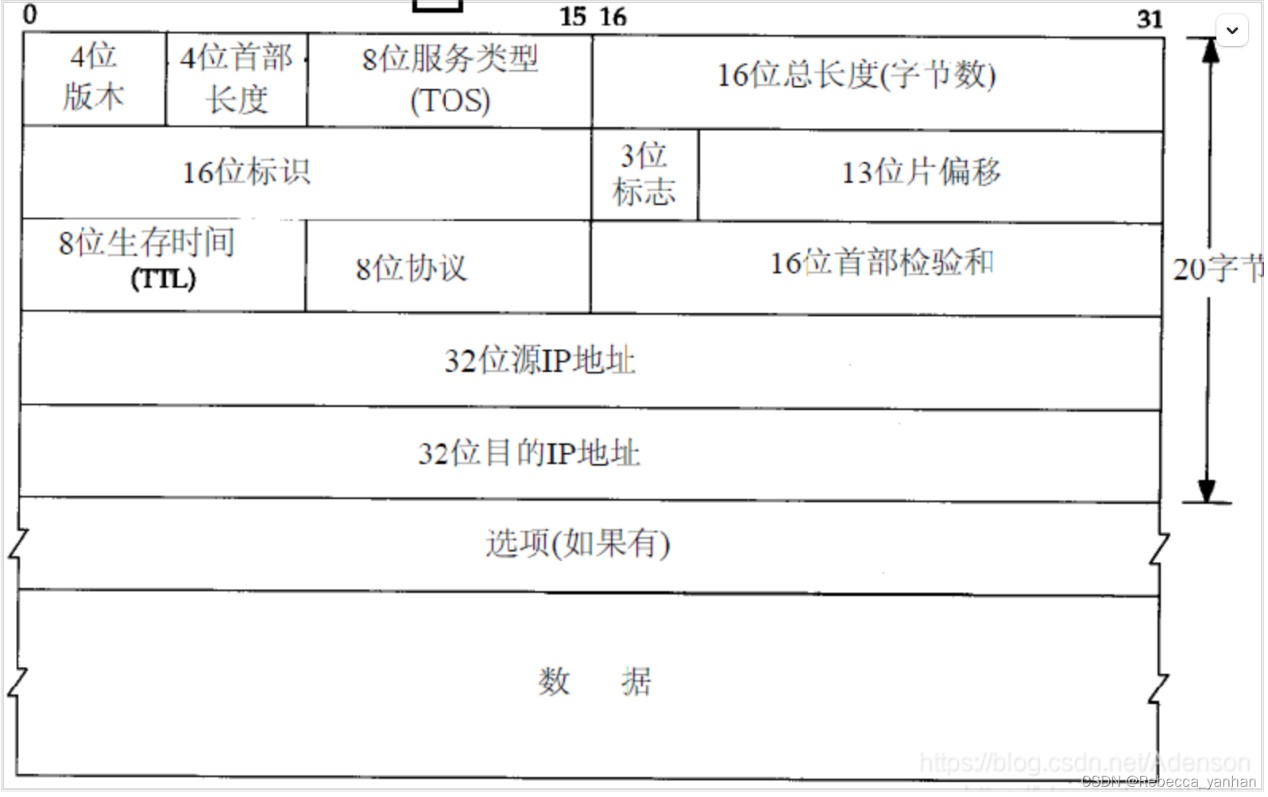 0 15 16 31
4位 4位首部 8位服务类型 16位总长度(字节数)
版木 长度 (TOS)
16位标识 3位 13位片偏移
标志
8位生存时间 8位协议 16位首部检验和
(TTL)
20字节
32位源IP地址
32位目的IP地址
选项(如果有)
数 据
https://blog.csdn.net/Adenson
CSDN @Rebecca_yanhan